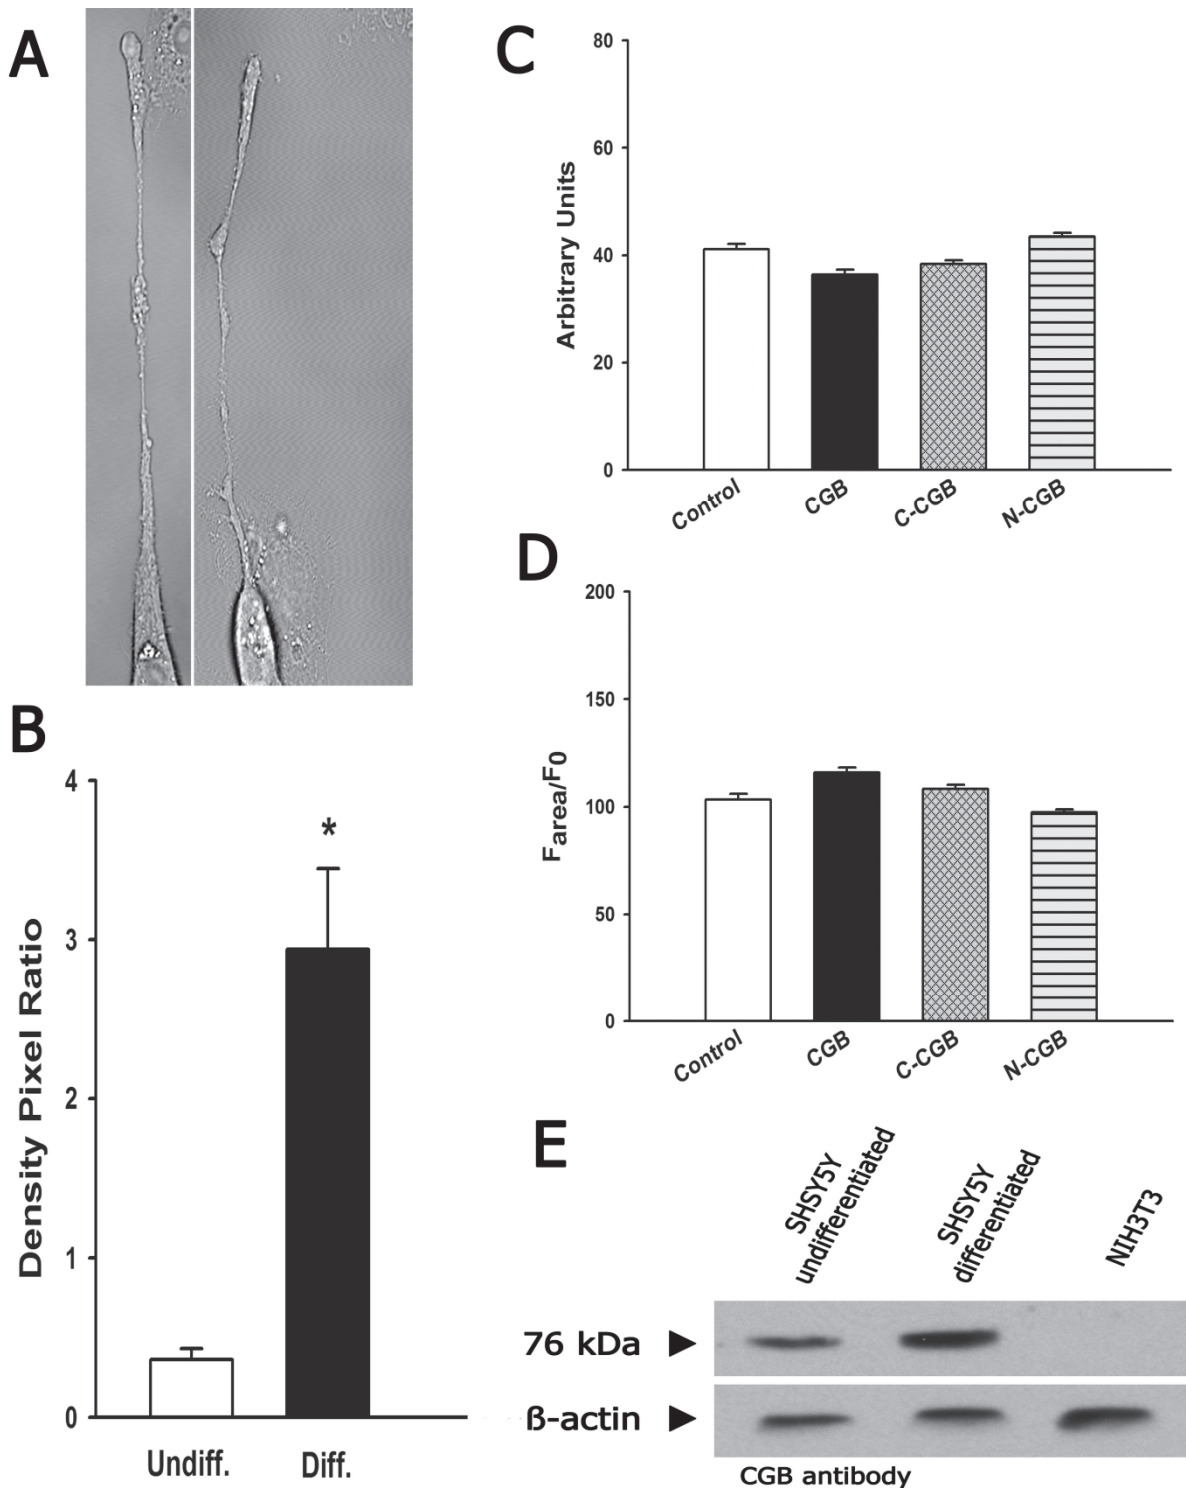 A
B
4
3
2
1
0
Density Pixel Ratio
*
Undiff.
Diff.
C
80
60
40
20
0
Arbitrary Units
Control
CGB
C-CGB
N-CGB
D
200
150
100
50
0
Farea/F0
Control
CGB
C-CGB
N-CGB
E
SHSY5Y
undifferentiated
SHSY5Y
differentiated
NIH3T3
76 kDa
ß-actin
CGB antibody